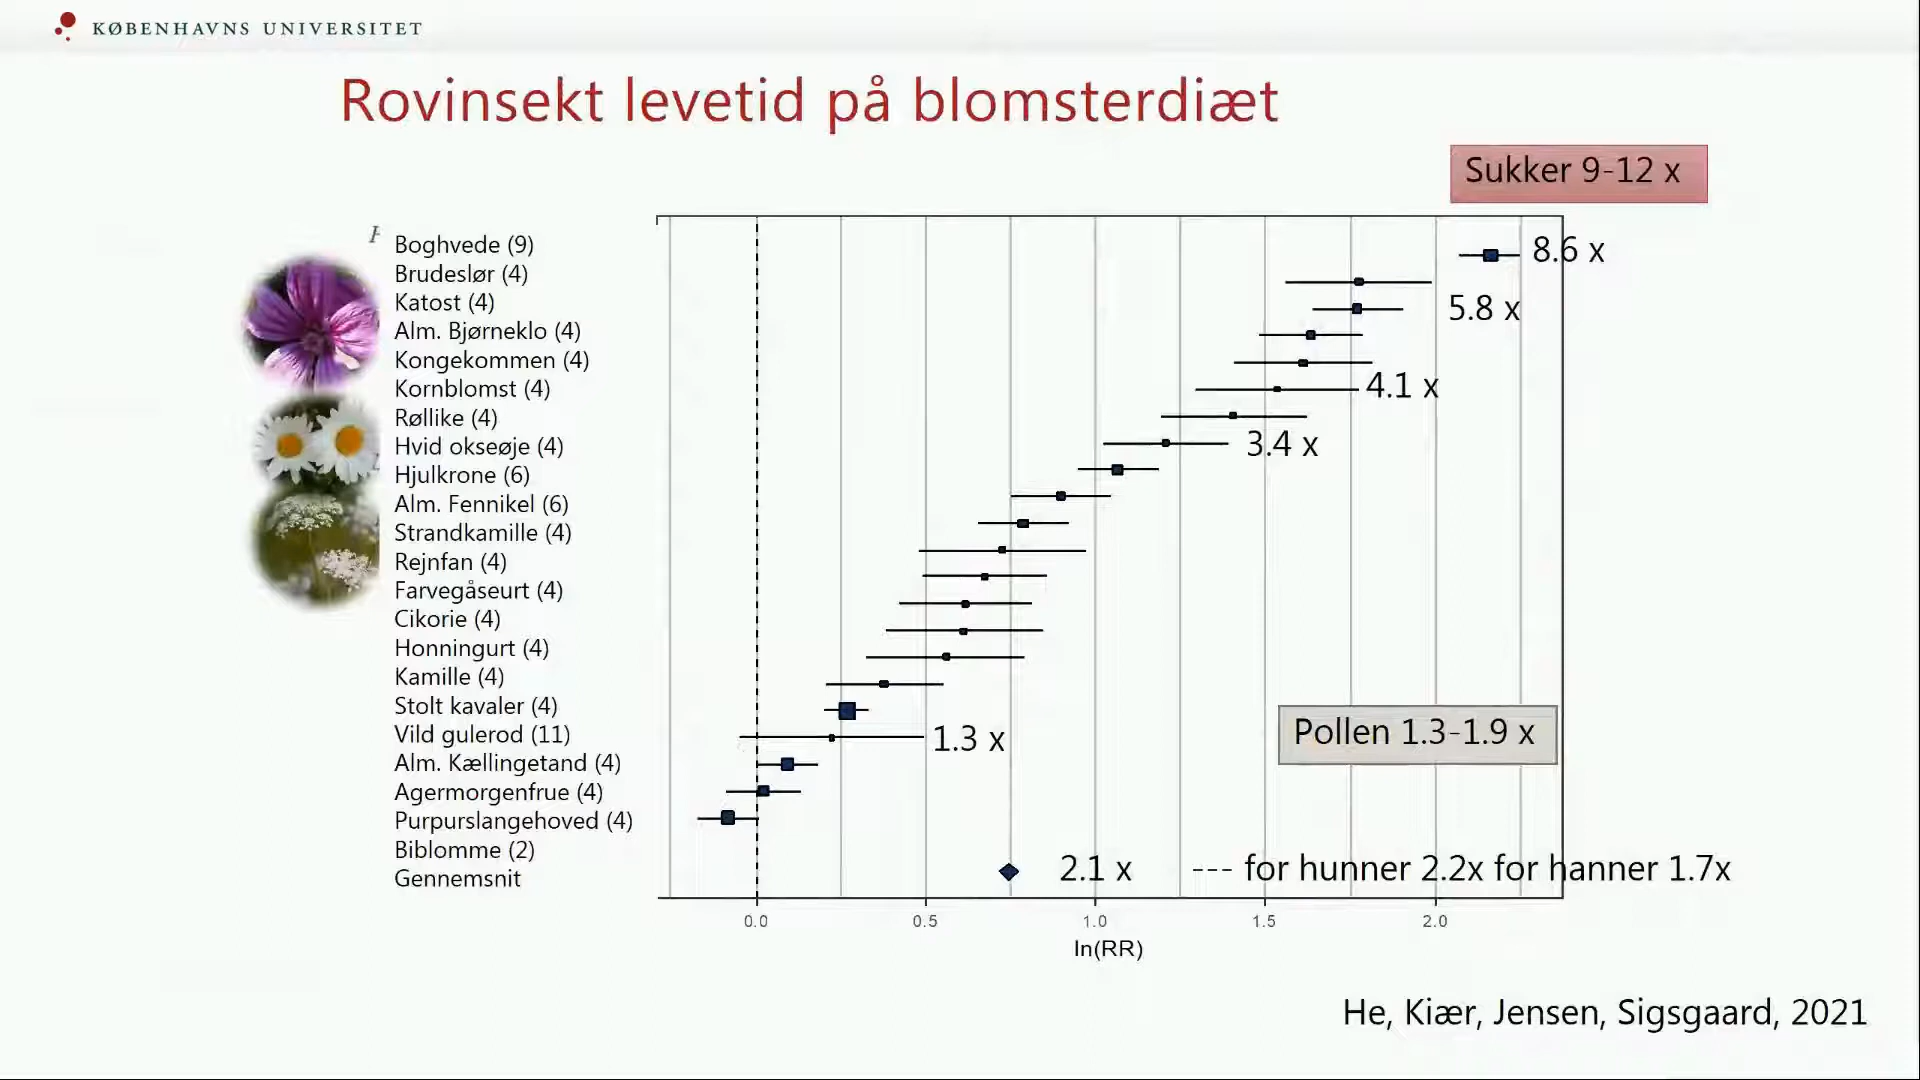 KØBENHAVNS UNIVERSITET
Rovinsekt levetid på blomsterdiæt
Sukker 9-12 x
Boghvede (9)
8.6 x
Brudeslør (4)
Katost (4)
5.8 x
Alm. Bjørneklo (4)
Kongekommen (4)
Kornblomst (4)
4.1 x
Røllike (4)
Hvid okseøje (4)
3.4 x
Hjulkrone (6)
Alm. Fennikel (6)
Strandkamille (4)
Rejnfan (4)
Farvegåseurt (4)
Cikorie (4)
Honningurt (4)
Kamille (4)
Stolt kavaler (4)
Vild gulerod (11)
1.3 x
Pollen 1.3-1.9 x
Alm. Kællingetand (4)
Agermorgenfrue (4)
Purpurslangehoved (4)
Biblomme (2)
Gennemsnit
2.1 x --- for hunner 2.2x for hanner 1.7x
0.0 0.5 1.0 1.5 2.0
ln(RR)
He, Kiær, Jensen, Sigsgaard, 2021